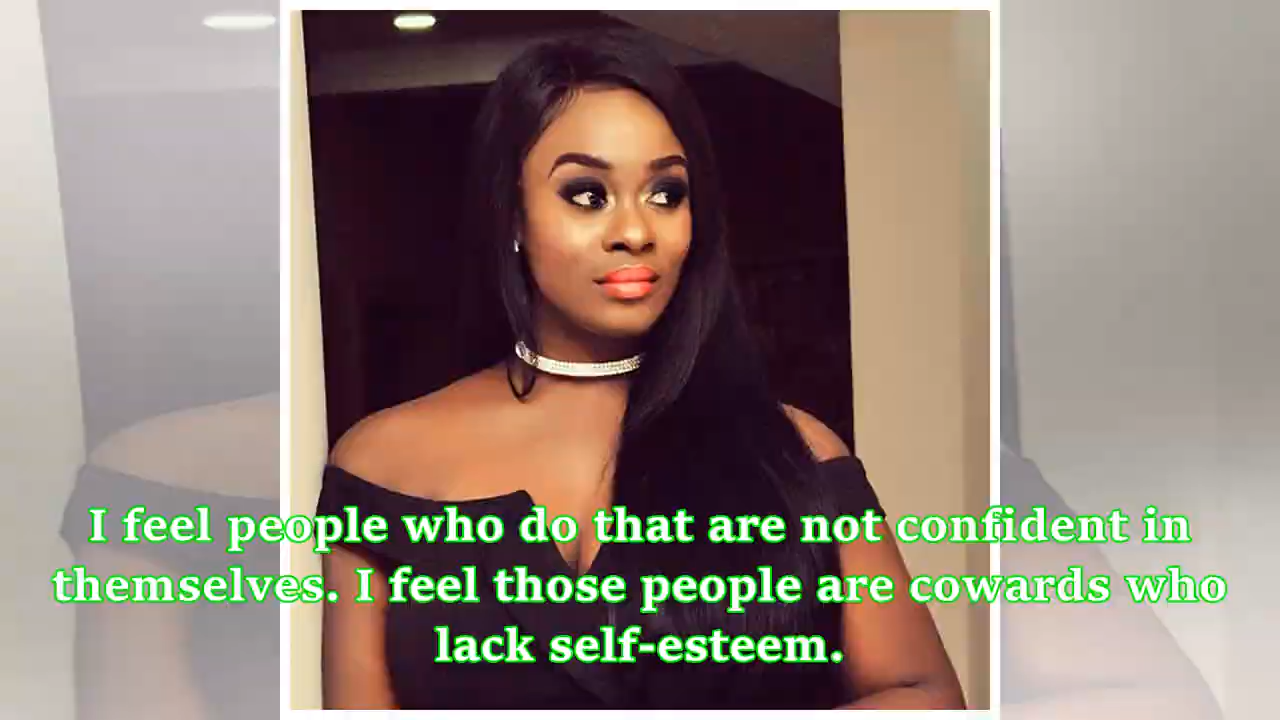 I feel people who do that are not confident in
themselves. I feel those people are cowards who
lack self-esteem.